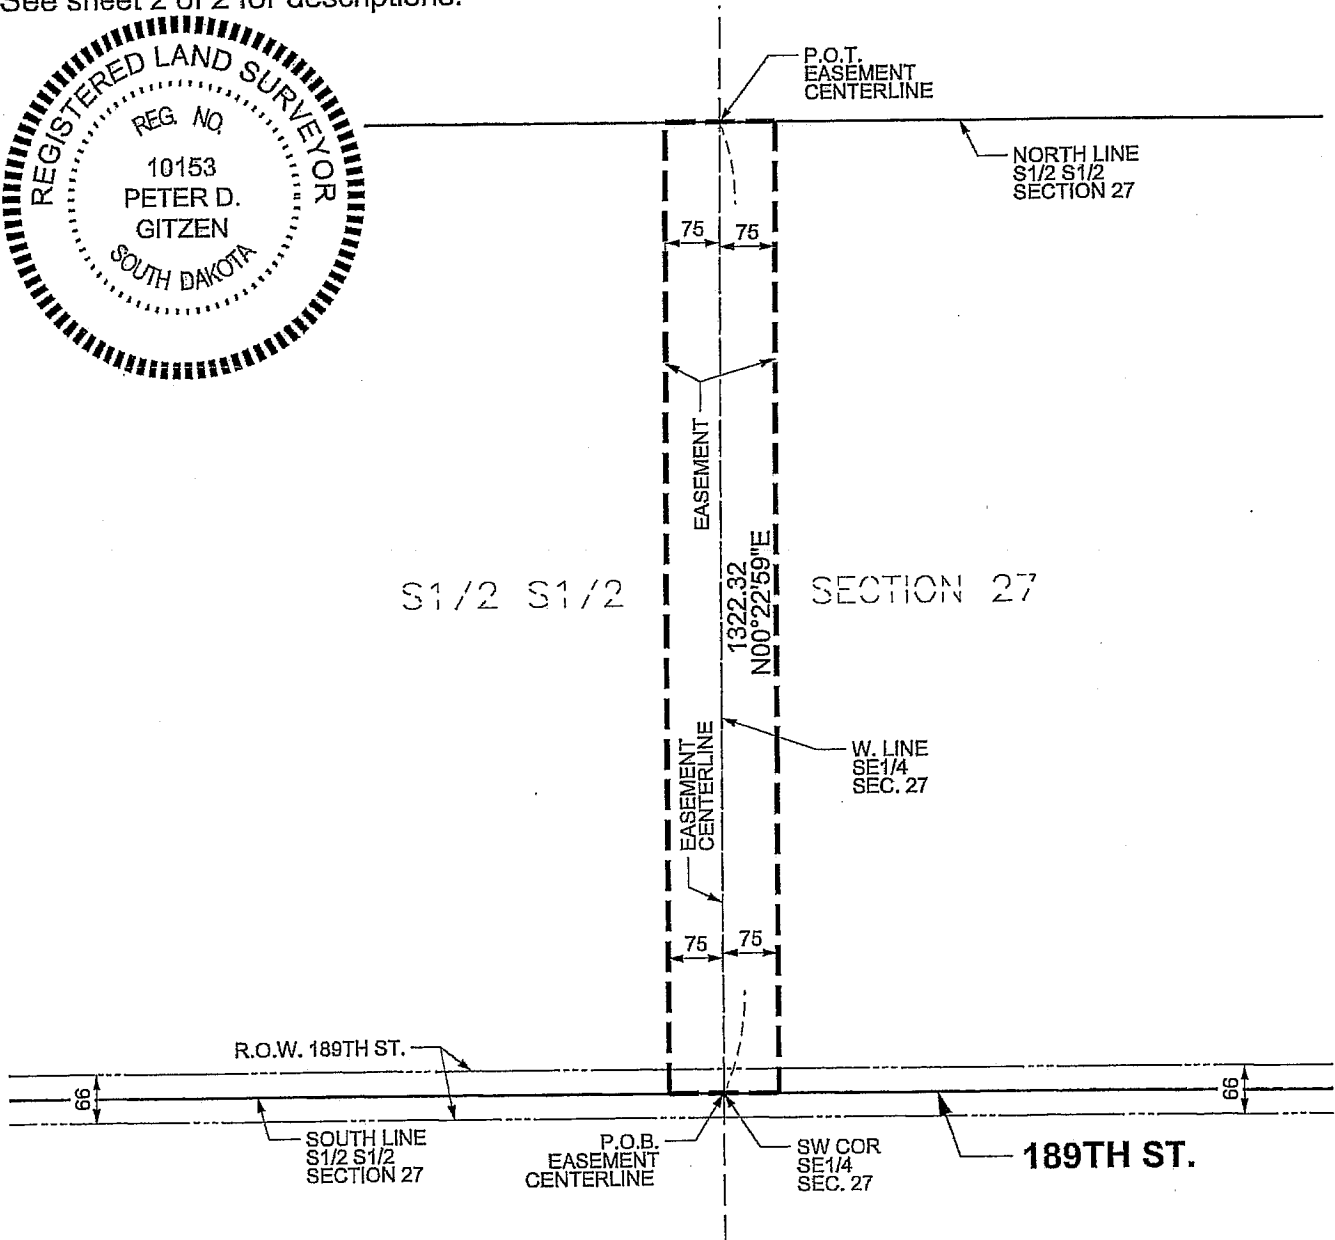 See sheet 2 of 2 for descriptions.
REGISTERED LAND SURVEYOR
REG. NO.
10153
PETER D.
GITZEN
SOUTH DAKOTA
P.O.T.
EASEMENT
CENTERLINE
NORTH LINE
S1/2 S1/2
SECTION 27
75
75
EASEMENT
S1/2 S1/2
1322.32
N00°22'59"E
SECTION 27
EASEMENT
CENTERLINE
W. LINE
SE1/4
SEC. 27
75
75
R.O.W. 189TH ST.
66
66
SOUTH LINE
S1/2 S1/2
SECTION 27
P.O.B.
EASEMENT
CENTERLINE
SW COR
SE1/4
SEC. 27
189TH ST.